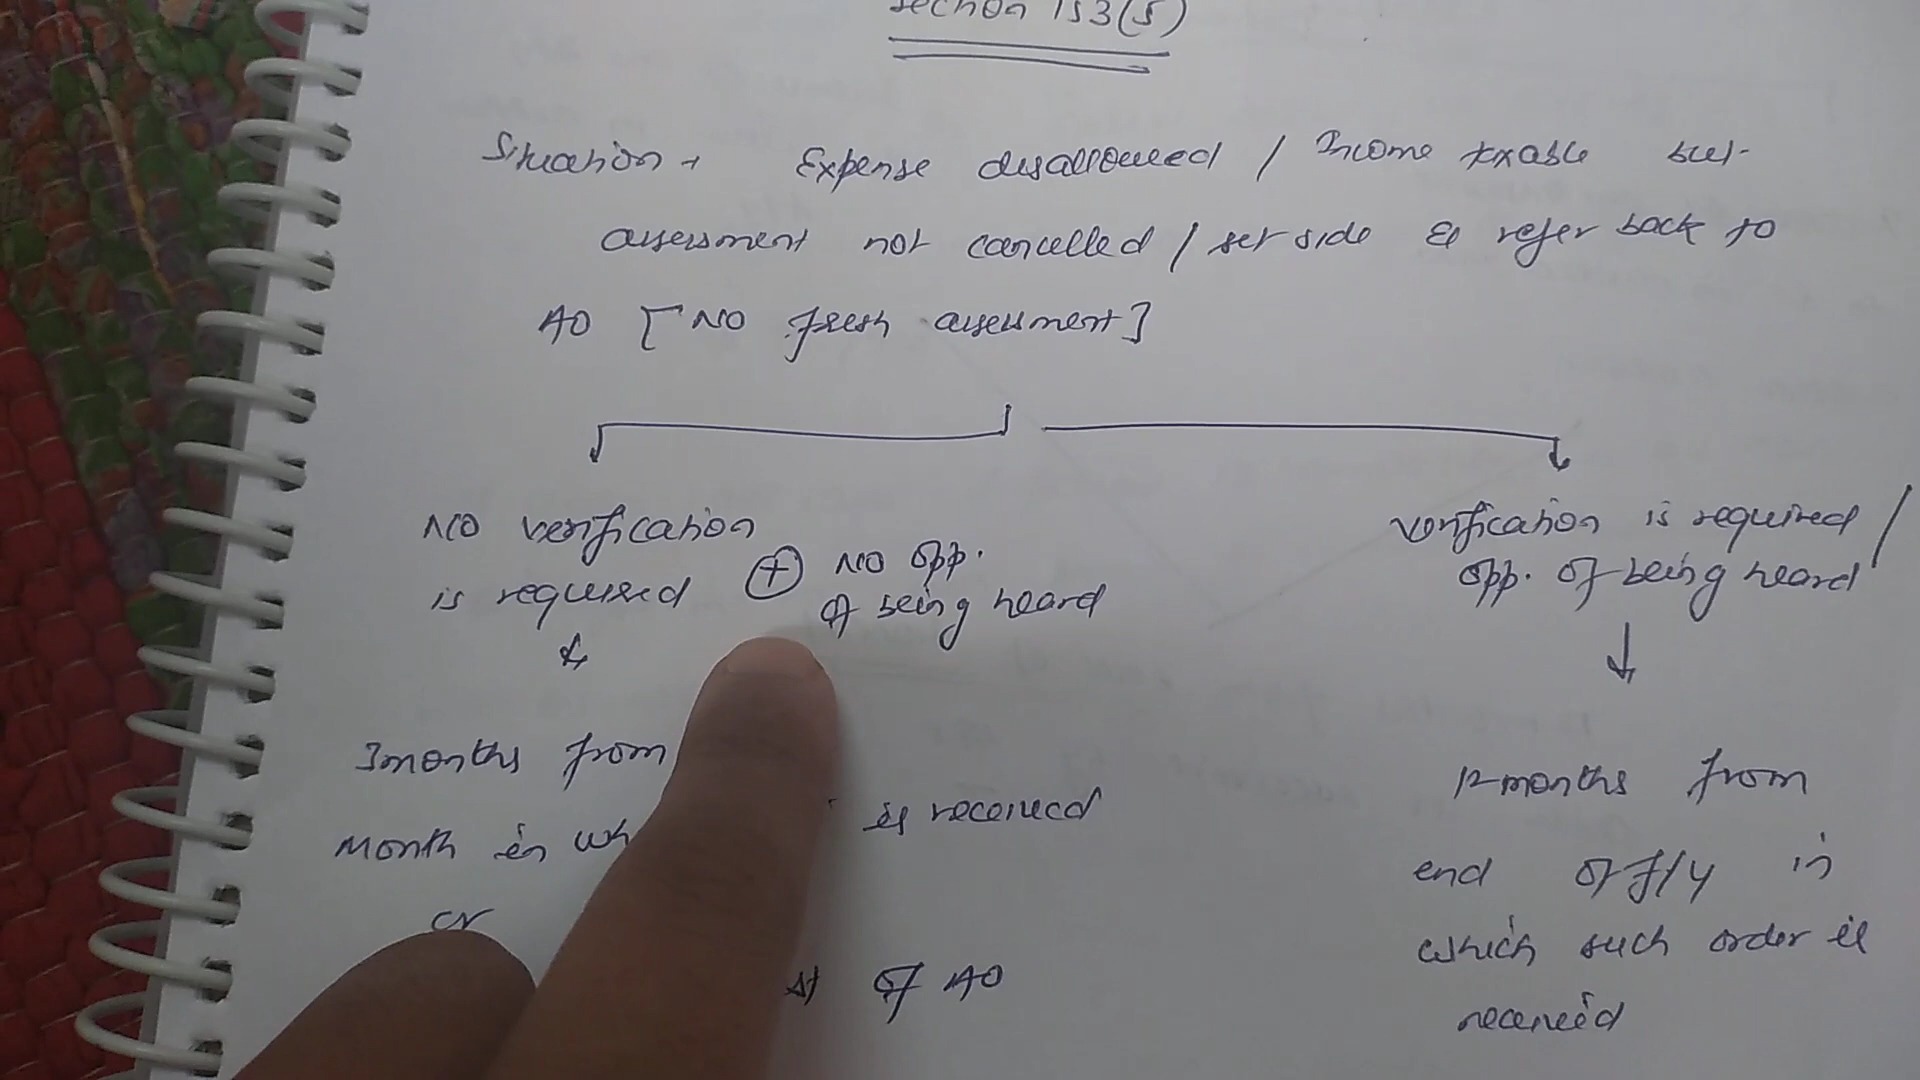 Section 153(5)
Situation → Expense disallowed / Income taxable but
assessment not cancelled / set side & refer back to
AO [NO fresh assessment]
NO verification
is required
+ NO opp.
of being heard
verification is required /
opp. of being heard
3months from
month in wh is received
or
of AO
12months from
end of f/y in
which such order is
received